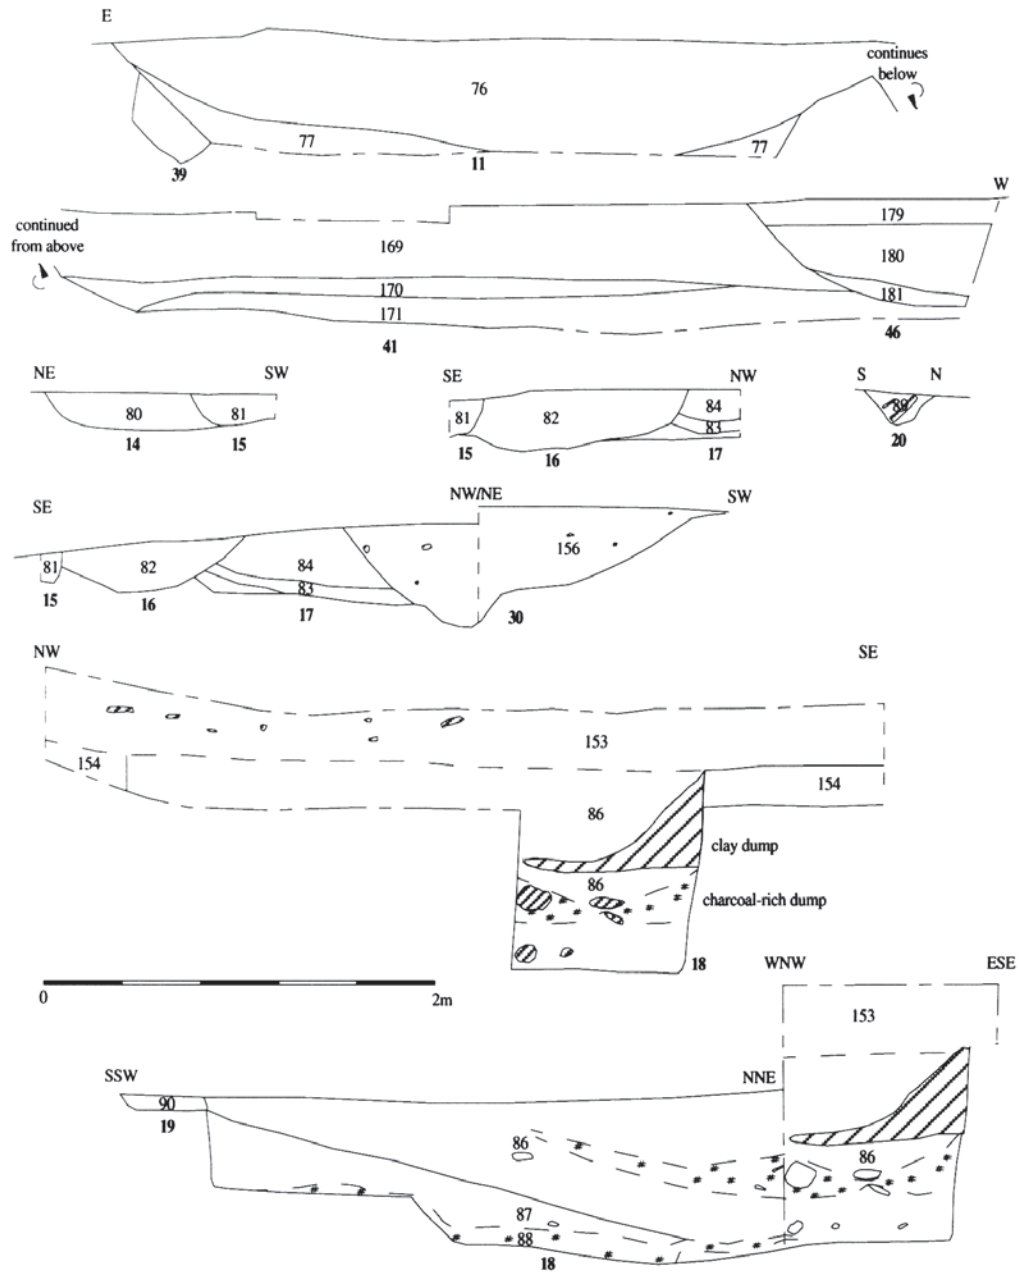 E
continues
below
76
77
77
39
11
W
continued
from above
179
169
180
170
181
171
41
46
NE
SW
SE
NW
S
N
80
81
81
82
84
83
89
14
15
15
16
17
20
SE
NW/NE
SW
81
82
84
83
156
15
16
17
30
NW
SE
153
154
154
86
clay dump
86
charcoal-rich dump
18
0
2m
WNW
ESE
153
SSW
NNE
90
19
86
86
87
88
18